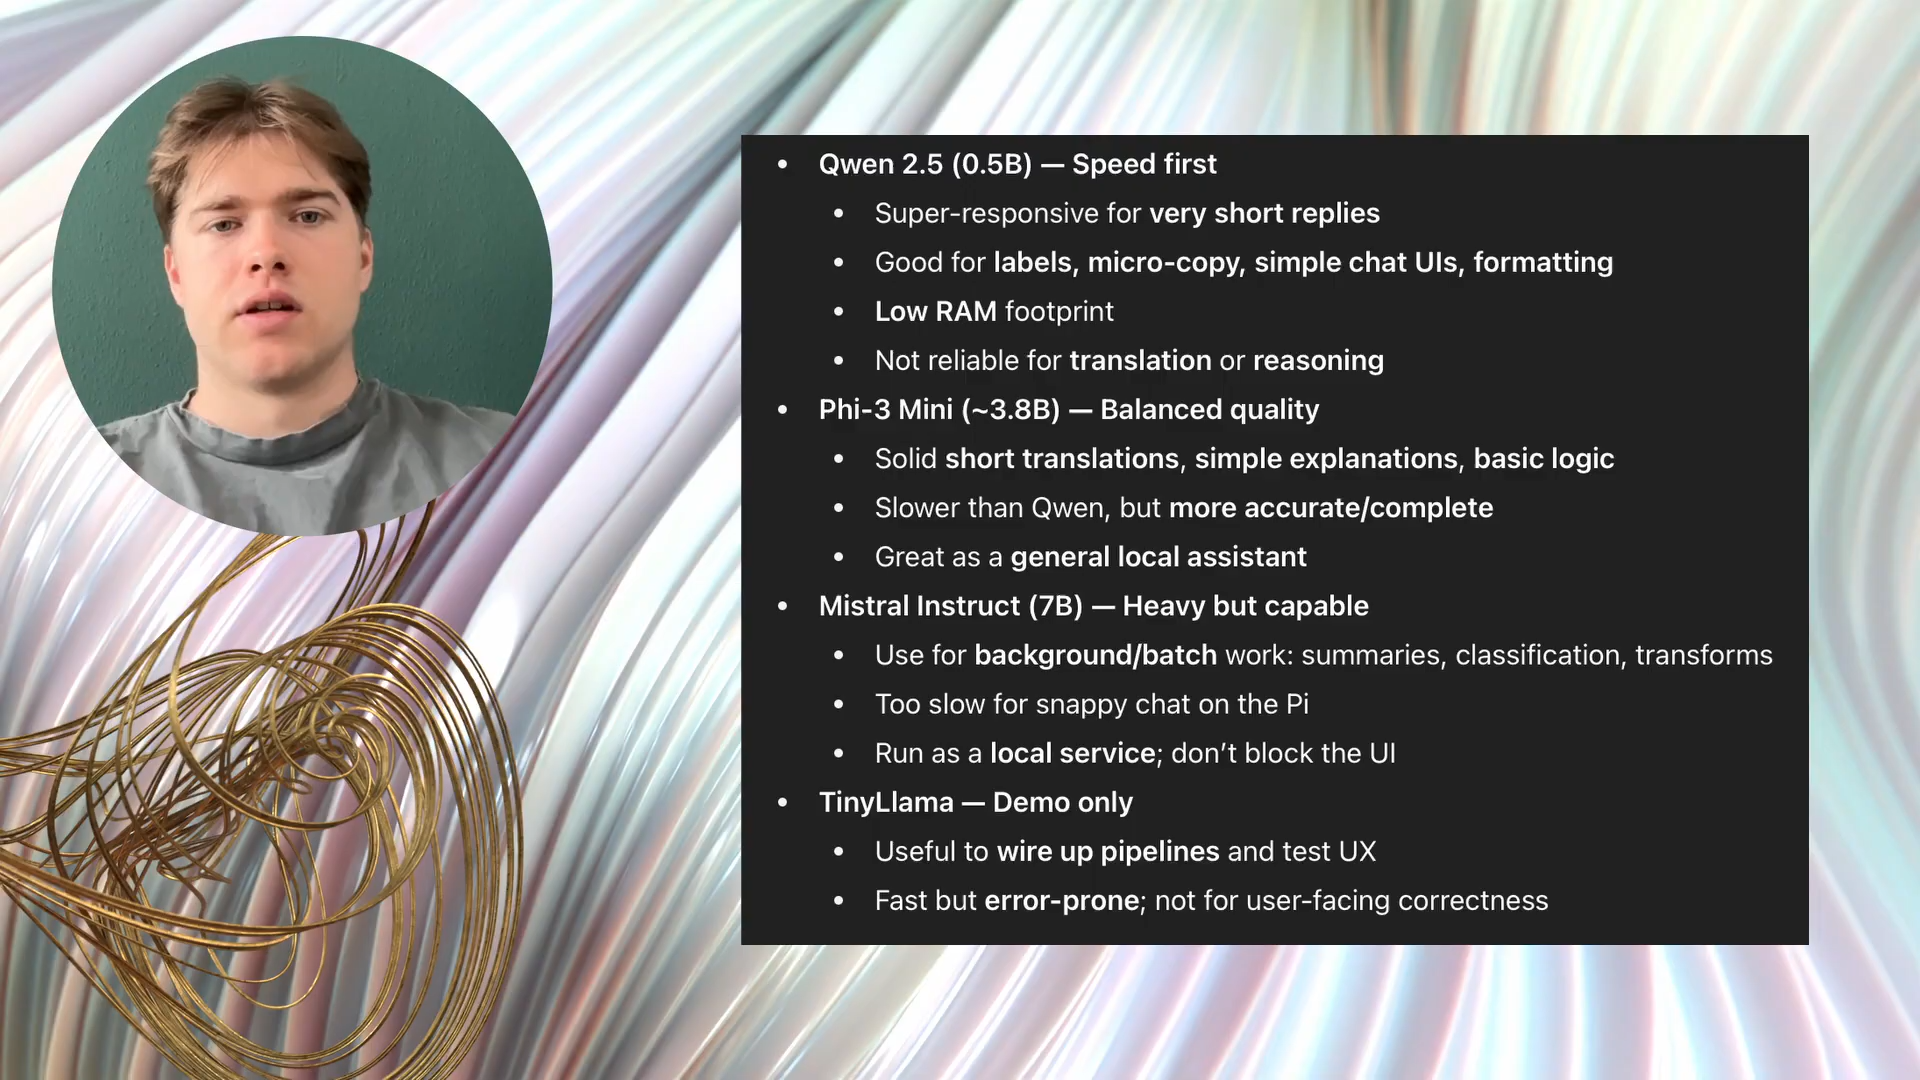 • Qwen 2.5 (0.5B) — Speed first
• Super-responsive for very short replies
• Good for labels, micro-copy, simple chat UIs, formatting
• Low RAM footprint
• Not reliable for translation or reasoning
• Phi-3 Mini (~3.8B) — Balanced quality
• Solid short translations, simple explanations, basic logic
• Slower than Qwen, but more accurate/complete
• Great as a general local assistant
• Mistral Instruct (7B) — Heavy but capable
• Use for background/batch work: summaries, classification, transforms
• Too slow for snappy chat on the Pi
• Run as a local service; don’t block the UI
• TinyLlama — Demo only
• Useful to wire up pipelines and test UX
• Fast but error-prone; not for user-facing correctness